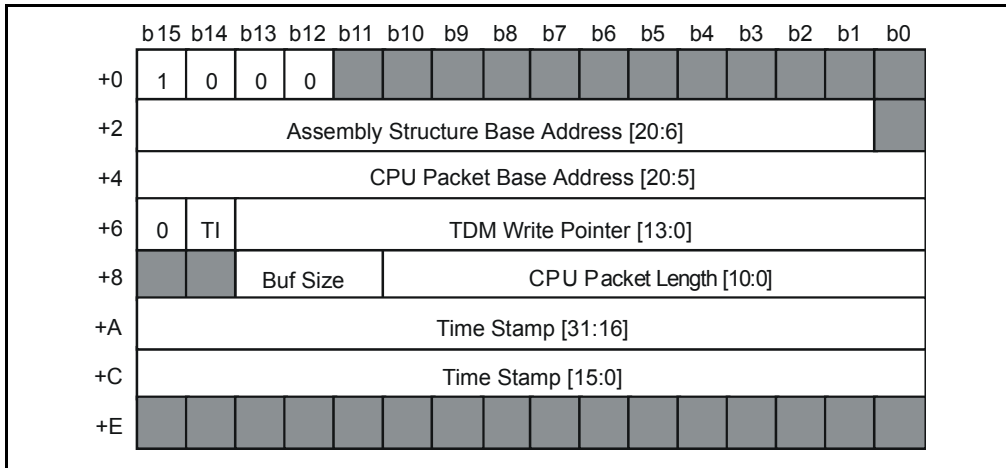 b15 b14 b13 b12 b11 b10 b9 b8 b7 b6 b5 b4 b3 b2 b1 b0
+0 1 0 0 0
+2 Assembly Structure Base Address [20:6]
+4 CPU Packet Base Address [20:5]
+6 0 TI TDM Write Pointer [13:0]
+8 Buf Size CPU Packet Length [10:0]
+A Time Stamp [31:16]
+C Time Stamp [15:0]
+E